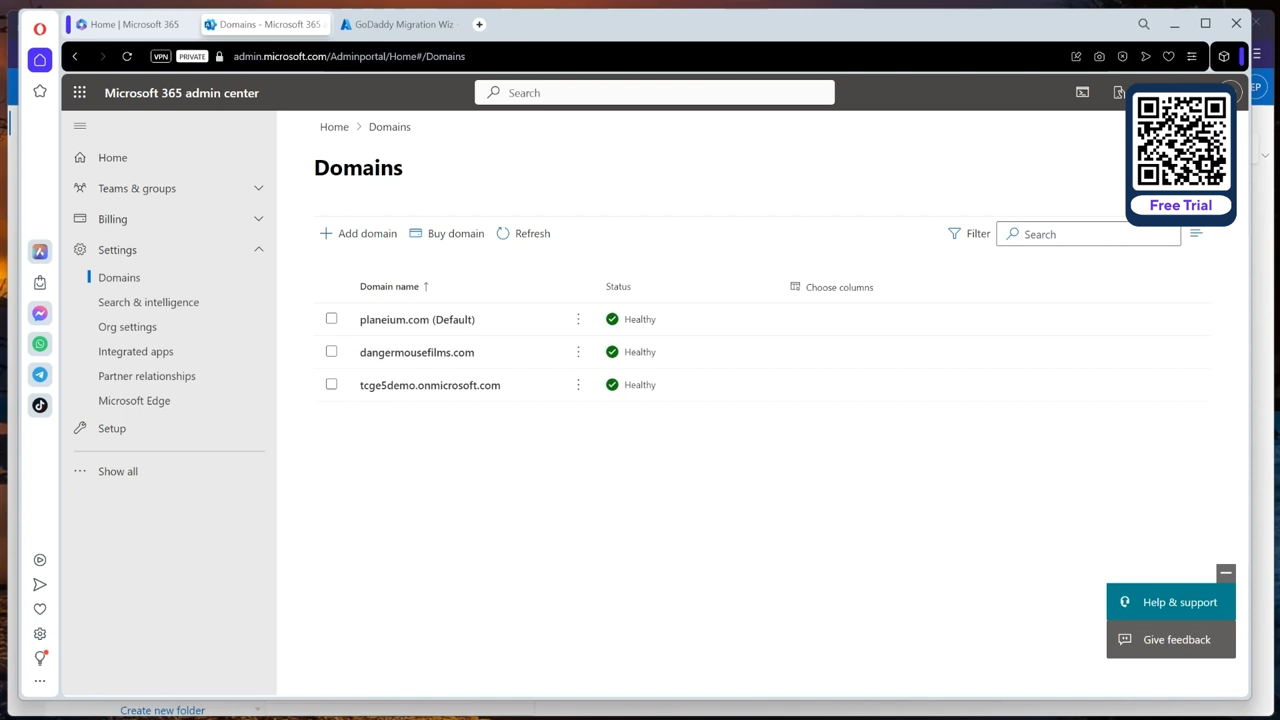 Home | Microsoft 365
Domains - Microsoft 365
GoDaddy Migration Wiz
VPN
PRIVATE
admin.microsoft.com/Adminportal/Home#/Domains
Microsoft 365 admin center
Search
EP
Free Trial
Home
Teams & groups
Billing
Settings
Domains
Search & intelligence
Org settings
Integrated apps
Partner relationships
Microsoft Edge
Setup
Show all
Home > Domains
Domains
Add domain
Buy domain
Refresh
Filter
Search
Domain name ↑
Status
Choose columns
planeium.com (Default)
Healthy
dangermousefilms.com
Healthy
tcge5demo.onmicrosoft.com
Healthy
Help & support
Give feedback
Create new folder